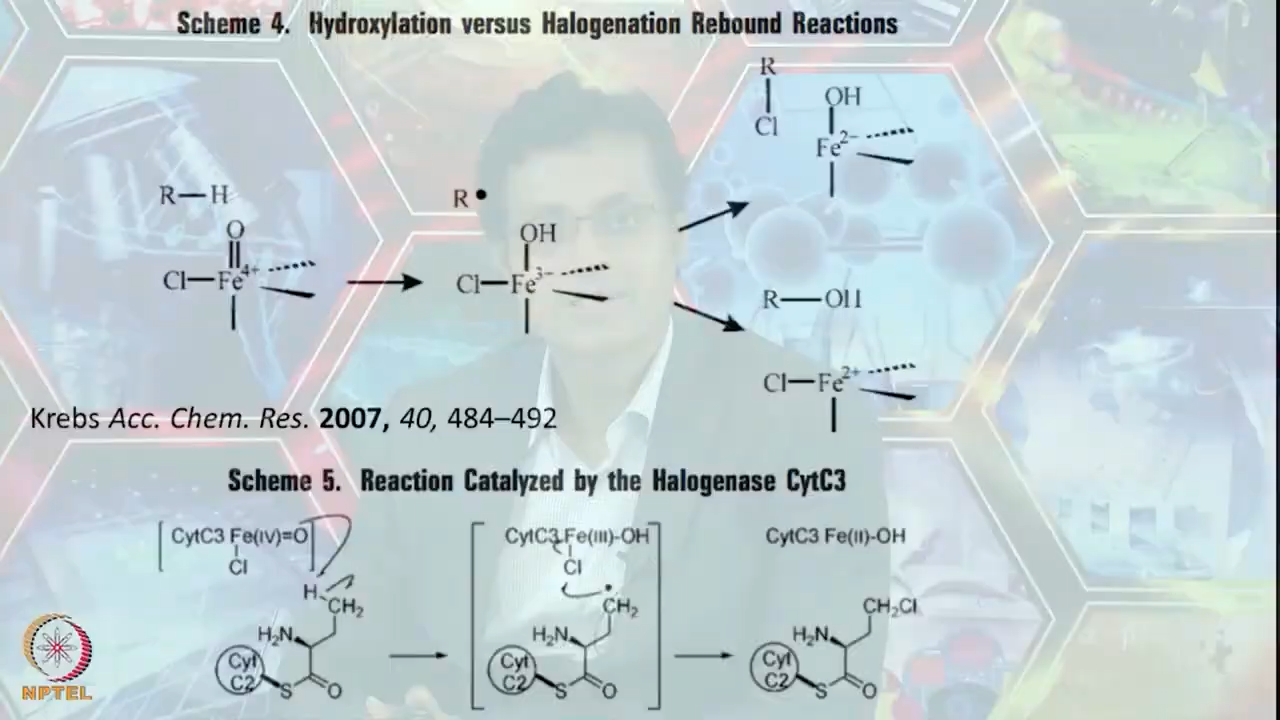 Scheme 4. Hydroxylation versus Halogenation Rebound Reactions
R
Cl
OH
Fe2–
R—H
O
Cl—Fe4+
R•
OH
Cl—Fe3–
R—OH
Cl—Fe2+
Krebs Acc. Chem. Res. 2007, 40, 484–492
Scheme 5. Reaction Catalyzed by the Halogenase CytC3
CytC3 Fe(IV)=O
Cl
H
CH2
H2N
Cyt
C2
S
O
CytC3 Fe(III)-OH
Cl
CH2
H2N
Cyt
C2
S
O
CytC3 Fe(II)-OH
CH2Cl
H2N
Cyt
C2
S
O
NPTEL